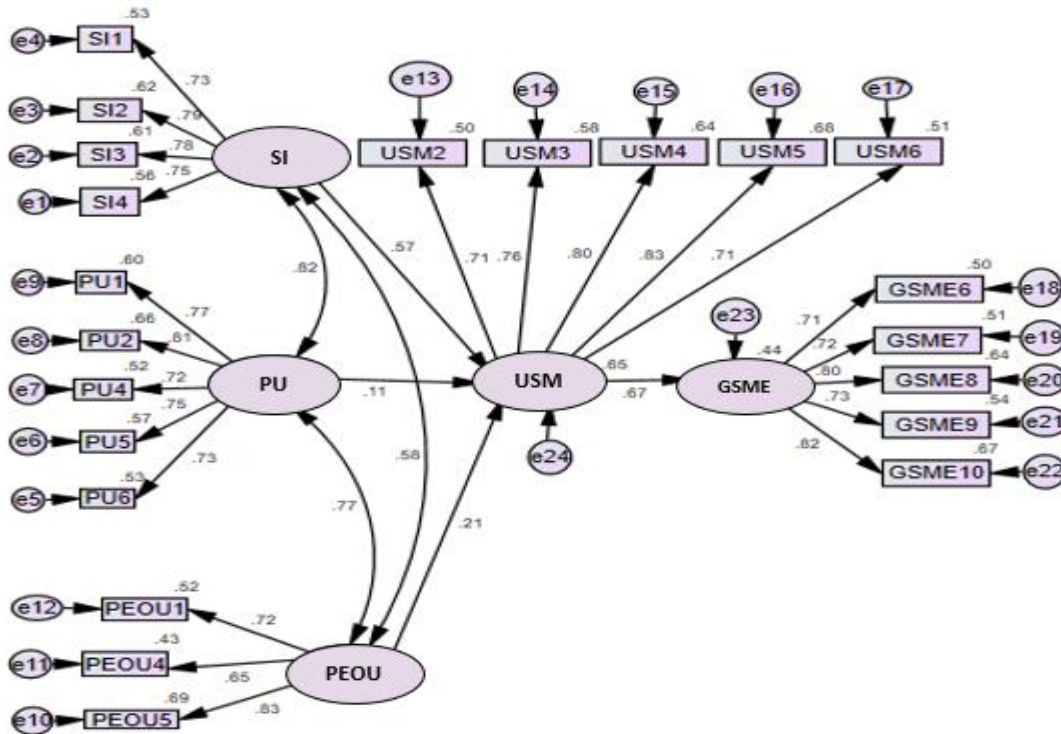 .53
e4 SI1
.73
.62
e3 SI2
.79
.61
e2 SI3
.78
.56
.75
e1 SI4
SI
e13 e14 e15 e16 e17
.50 .58 .64 .68 .51
USM2 USM3 USM4 USM5 USM6
.57
.71 .76 .80 .83 .71
.82
.60
e9 PU1
.77
.66
e8 PU2
.81
.52
e7 PU4
.72
.57
.75
e6 PU5
.53
.73
e5 PU6
PU
.11
USM
.65
.67
e24
e23
.44
GSME
.50
GSME6 e18
.71
.51
GSME7 e19
.72
.64
GSME8 e20
.80
.54
GSME9 e21
.73
.67
GSME10 e22
.82
.58
.77
.21
.52
e12 PEOU1
.72
.43
e11 PEOU4
.65
.69
e10 PEOU5
.83
PEOU